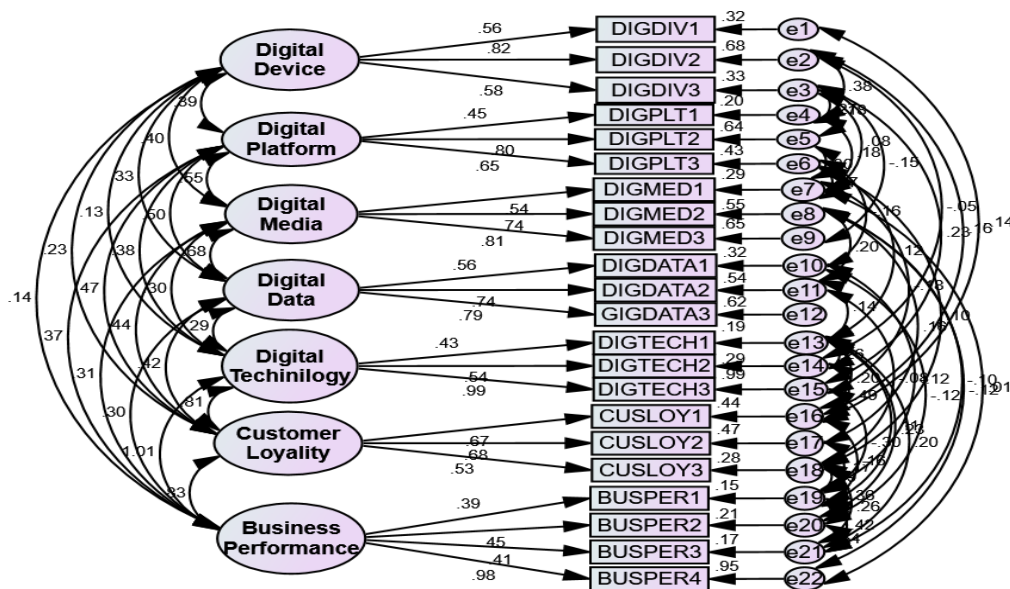 Digital
Device
Digital
Platform
Digital
Media
Digital
Data
Digital
Techinilogy
Customer
Loyality
Business
Performance
.39
.40
.33
.13
.23
.14
.55
.50
.38
.47
.37
.68
.30
.44
.31
.29
.42
.30
.81
1.01
.83
.56
.82
.58
.45
.80
.65
.54
.74
.81
.56
.74
.79
.43
.54
.99
.67
.68
.53
.39
.45
.41
.98
DIGDIV1 .32 e1
DIGDIV2 .68 e2
DIGDIV3 .33 e3
DIGPLT1 .20 e4
DIGPLT2 .64 e5
DIGPLT3 .43 e6
DIGMED1 .29 e7
DIGMED2 .55 e8
DIGMED3 .65 e9
DIGDATA1 .32 e10
DIGDATA2 .54 e11
GIGDATA3 .62 e12
DIGTECH1 .19 e13
DIGTECH2 .29 e14
DIGTECH3 .99 e15
CUSLOY1 .44 e16
CUSLOY2 .47 e17
CUSLOY3 .28 e18
BUSPER1 .15 e19
BUSPER2 .21 e20
BUSPER3 .17 e21
BUSPER4 .95 e22
.38
.08
.18
-.15
-.05
.14
.16
.23
-.16
.20
.12
.14
.10
-.10
.12
-.12
.20
-.30
.26